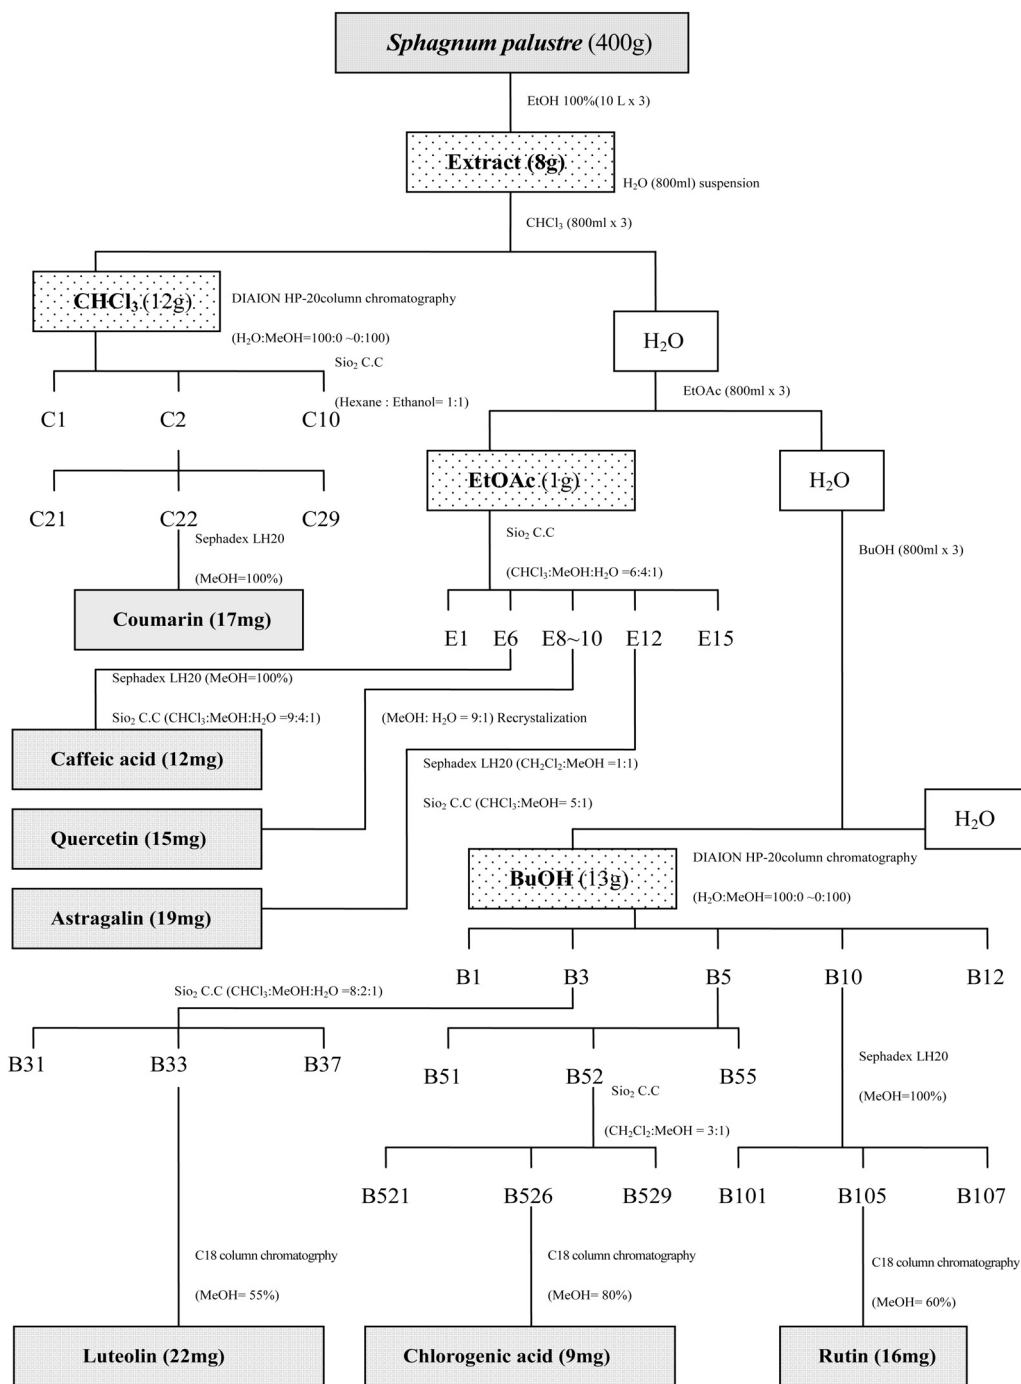 Sphagnum palustre (400g)
EtOH 100%(10 L x 3)
Extract (8g)
H₂O (800ml) suspension
CHCl₃ (800ml x 3)
CHCl₃ (12g)
DIAION HP-20column chromatography
(H₂O:MeOH=100:0 ~0:100)
H₂O
Sio₂ C.C
(Hexane : Ethanol= 1:1)
EtOAc (800ml x 3)
C1 C2 C10
EtOAc (1g)
H₂O
C21 C22 C29
Sephadex LH20
(MeOH=100%)
Sio₂ C.C
(CHCl₃:MeOH:H₂O =6:4:1)
BuOH (800ml x 3)
Coumarin (17mg)
E1 E6 E8~10 E12 E15
Sephadex LH20 (MeOH=100%)
Sio₂ C.C (CHCl₃:MeOH:H₂O =9:4:1)
(MeOH: H₂O = 9:1) Recrystalization
Caffeic acid (12mg)
Sephadex LH20 (CH₂Cl₂:MeOH =1:1)
Sio₂ C.C (CHCl₃:MeOH= 5:1)
H₂O
Quercetin (15mg)
DIAION HP-20column chromatography
(H₂O:MeOH=100:0 ~0:100)
BuOH (13g)
Astragalin (19mg)
B1 B3 B5 B10 B12
Sio₂ C.C (CHCl₃:MeOH:H₂O =8:2:1)
B31 B33 B37
B51 B52 B55
Sephadex LH20
(MeOH=100%)
Sio₂ C.C
(CH₂Cl₂:MeOH = 3:1)
B521 B526 B529
B101 B105 B107
C18 column chromatogrphy
(MeOH= 55%)
C18 column chromatography
(MeOH= 80%)
C18 column chromatography
(MeOH= 60%)
Luteolin (22mg)
Chlorogenic acid (9mg)
Rutin (16mg)